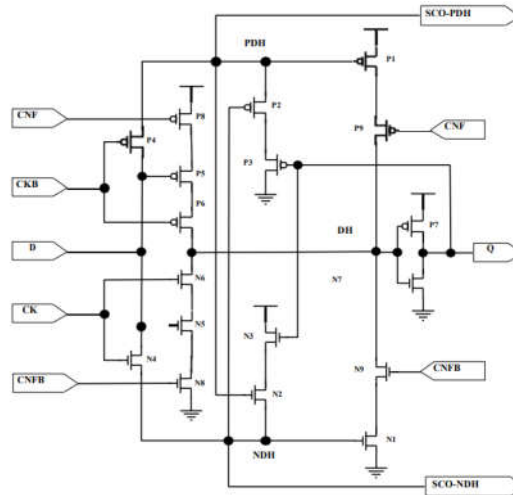 SCO-PDH
PDH
P1
CNF
P8
P2
P4
P9
CNF
P3
P5
CKB
P6
P7
D
DH
Q
N6
N7
CK
N5
N3
N4
N9
CNFB
CNFB
N8
N2
NDH
N1
SCO-NDH